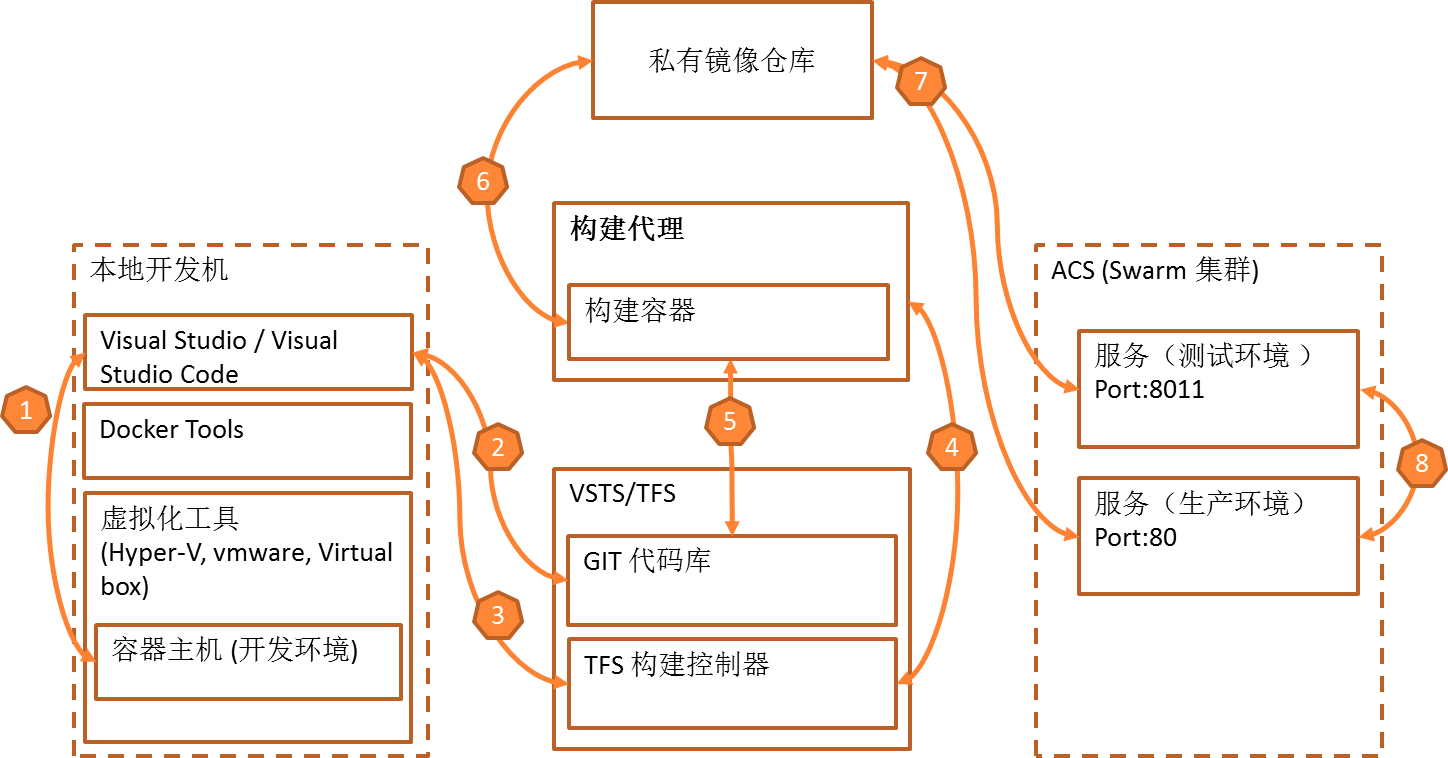 私有镜像仓库
7
6
构建代理
构建容器
本地开发机
Visual Studio / Visual
Studio Code
Docker Tools
虚拟化工具
(Hyper-V, vmware, Virtual
box)
容器主机 (开发环境)
1
2
3
5
4
VSTS/TFS
GIT 代码库
TFS 构建控制器
ACS (Swarm 集群)
服务（测试环境 ）
Port:8011
服务（生产环境）
Port:80
8